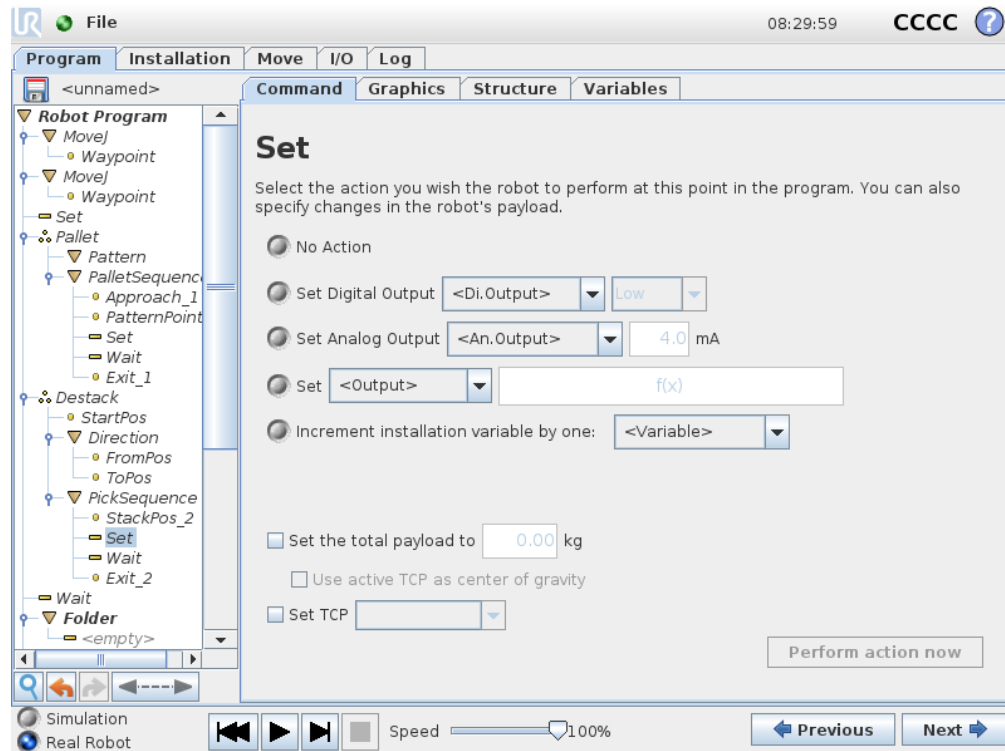 UR File 08:29:59 CCCC ?
Program Installation Move I/O Log
<unnamed>
Command Graphics Structure Variables
Robot Program
MoveJ
Waypoint
MoveJ
Waypoint
Set
Pallet
Pattern
PalletSequenc
Approach_1
PatternPoint
Set
Wait
Exit_1
Destack
StartPos
Direction
FromPos
ToPos
PickSequence
StackPos_2
Set
Wait
Exit_2
Wait
Folder
<empty>
Set
Select the action you wish the robot to perform at this point in the program. You can also
specify changes in the robot's payload.
No Action
Set Digital Output <Di.Output> Low
Set Analog Output <An.Output> 4.0 mA
Set <Output> f(x)
Increment installation variable by one: <Variable>
Set the total payload to 0.00 kg
Use active TCP as center of gravity
Set TCP
Perform action now
Simulation
Real Robot
Speed 100%
Previous Next